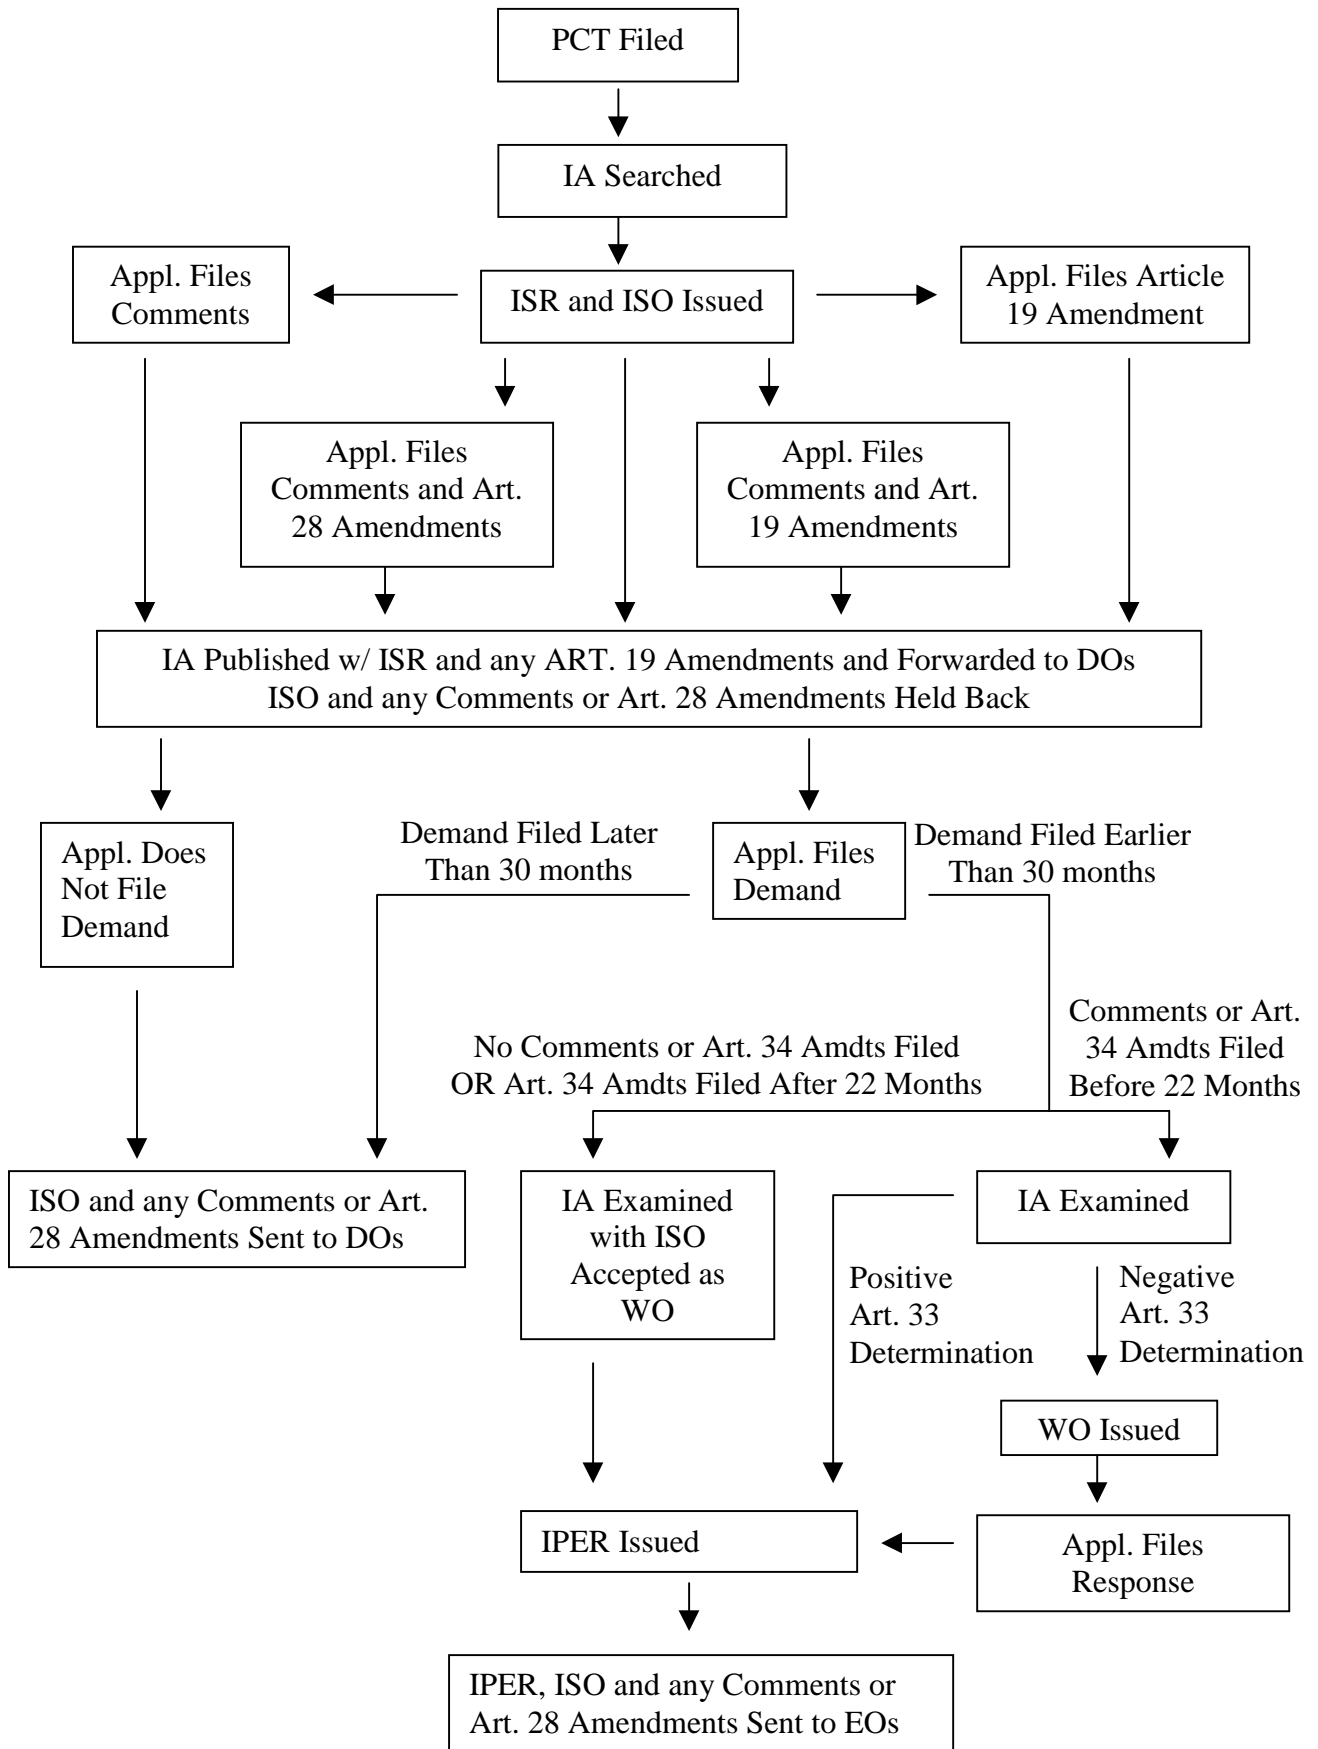 PCT Filed
IA Searched
Appl. Files
Comments
ISR and ISO Issued
Appl. Files Article
19 Amendment
Appl. Files
Comments and Art.
28 Amendments
Appl. Files
Comments and Art.
19 Amendments
IA Published w/ ISR and any ART. 19 Amendments and Forwarded to DOs
ISO and any Comments or Art. 28 Amendments Held Back
Appl. Does
Not File
Demand
Demand Filed Later
Than 30 months
Appl. Files
Demand
Demand Filed Earlier
Than 30 months
No Comments or Art. 34 Amdts Filed
OR Art. 34 Amdts Filed After 22 Months
Comments or Art.
34 Amdts Filed
Before 22 Months
ISO and any Comments or Art.
28 Amendments Sent to DOs
IA Examined
with ISO
Accepted as
WO
IA Examined
Positive
Art. 33
Determination
Negative
Art. 33
Determination
WO Issued
IPER Issued
Appl. Files
Response
IPER, ISO and any Comments or
Art. 28 Amendments Sent to EOs